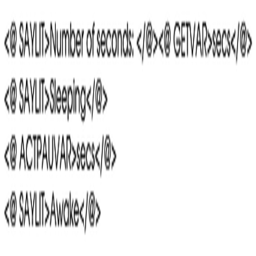 <@ SAYLIT>Number of seconds: </@><@ GETVAR>secs</@>
<@ SAYLIT>Sleeping</@>
<@ ACTPAUVAR>secs</@>
<@ SAYLIT>Awake</@>